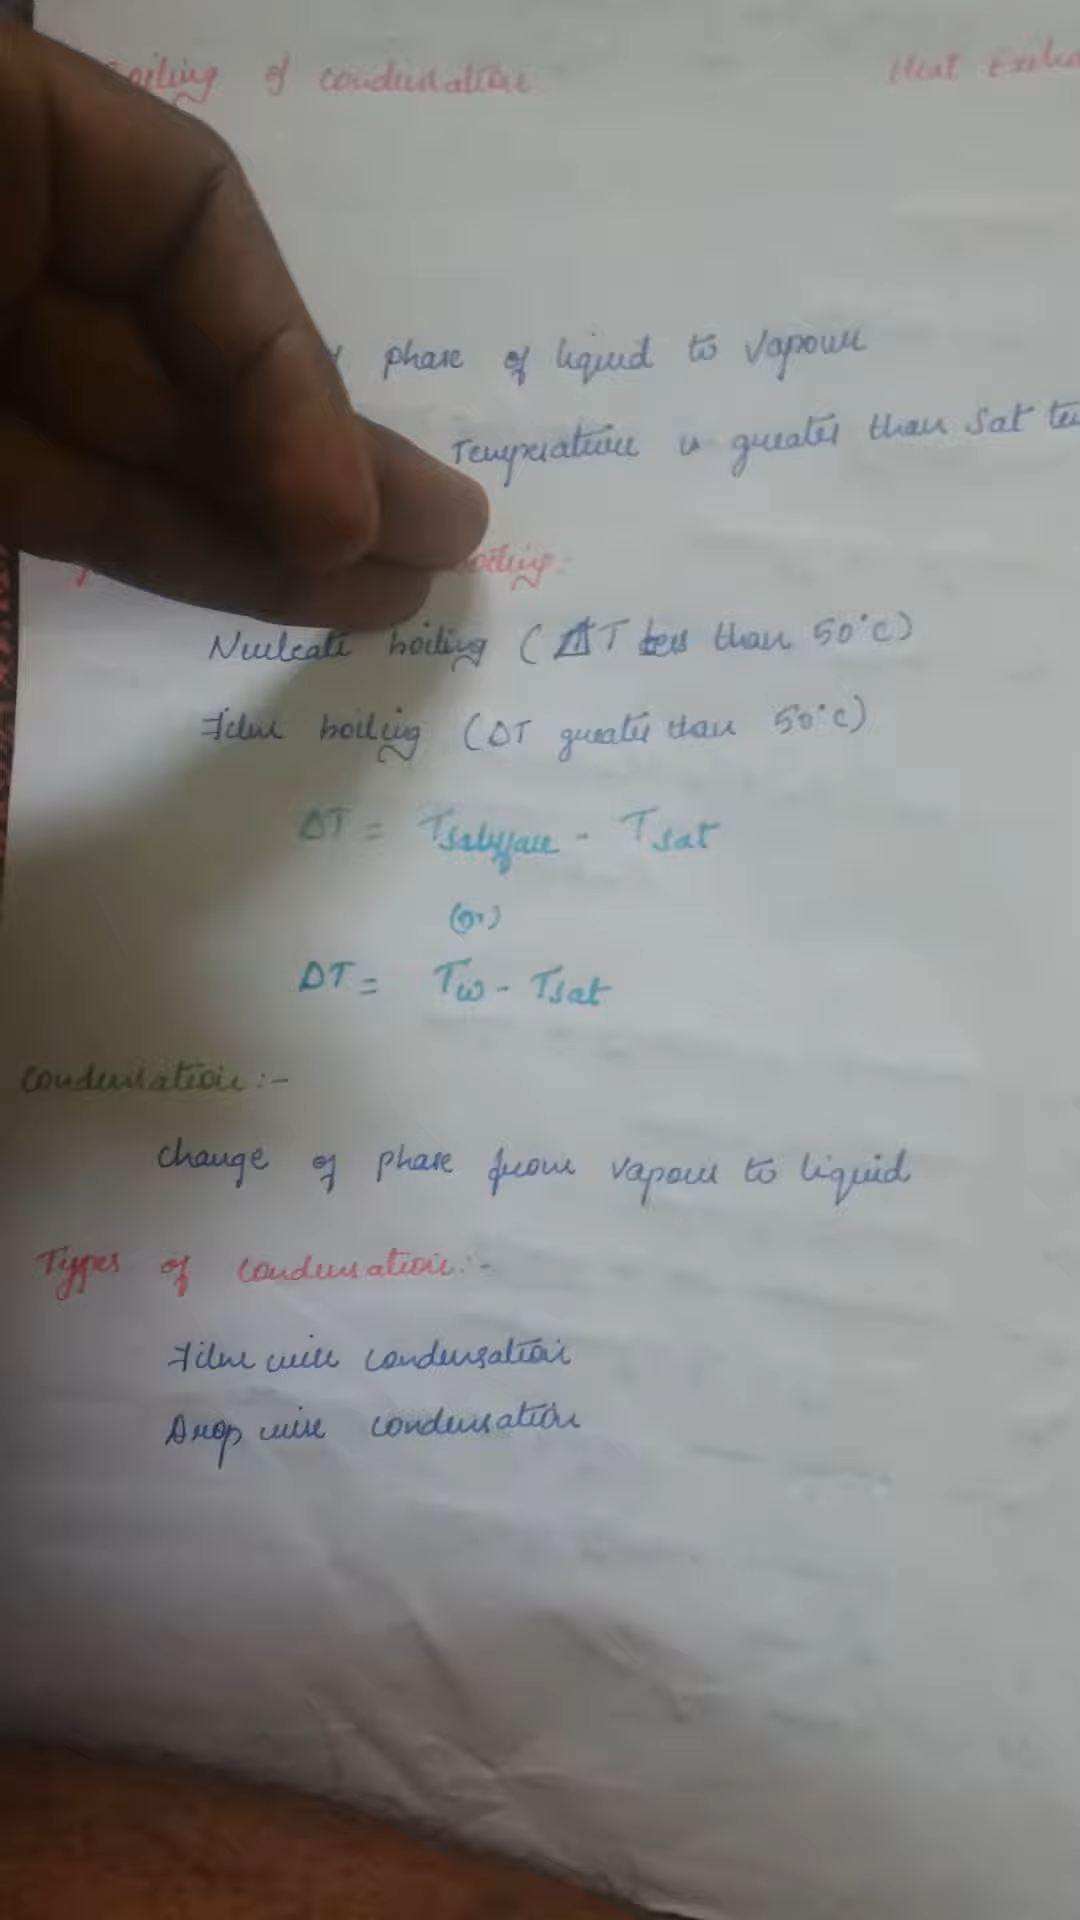 of condensation Heat
phase of liquid to vapour
Temperature is greater than Sat
boiling:
Nucleate boiling (ΔT less than 50°C)
Film boiling (ΔT greater than 50°C)
ΔT = Tsurface - Tsat
(or)
ΔT = Tw - Tsat
condensation :-
change of phase from vapour to liquid
Types of condensation :-
Film wise condensation
Drop wise condensation